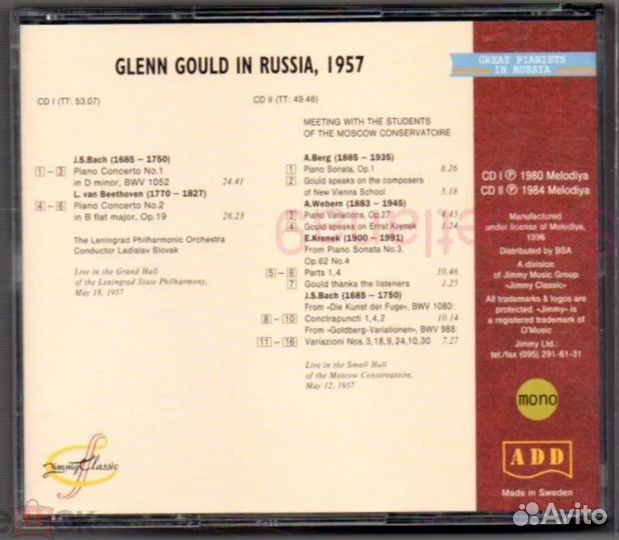 GLENN GOULD IN RUSSIA, 1957
GREAT PIANISTS
IN RUSSIA
CD I (TT: 53.07)
J.S.Bach (1685 – 1750)
1 – 3 Piano Concerto No.1
in D minor, BWV 1052 24.41
L. van Beethoven (1770 – 1827)
4 – 6 Piano Concerto No.2
in B flat major, Op.19 28.23
The Leningrad Philharmonic Orchestra
Conductor Ladislav Slovak
Live in the Grand Hall
of the Leningrad State Philharmony,
May 18, 1957
CD II (TT: 49.46)
MEETING WITH THE STUDENTS
OF THE MOSCOW CONSERVATOIRE
A.Berg (1885 – 1935)
1 Piano Sonata, Op.1 8.26
2 Gould speaks on the composers
of New Vienna School 5.18
A.Webern (1883 – 1945)
3 Piano Variations, Op.27
4 Gould speaks on Ernst Krenek 1.24
E.Krenek (1900 – 1991)
From Piano Sonata No.3,
Op.62 No.4
5 – 6 Parts 1,4 10.46
7 Gould thanks the listeners 1.25
J.S.Bach (1685 – 1750)
From «Die Kunst der Fuge», BWV 1080:
8 – 10 Conctrapuncti 1,4,2 10.14
From «Goldberg-Variationen», BWV 988:
11 – 16 Variazioni Nos.3,18,9,24,10,30 7.27
Live in the Small Hall
of the Moscow Conservatoire,
May 12, 1957
CD I ℗ 1980 Melodiya
CD II ℗ 1984 Melodiya
Manufactured
under license of Melodiya,
1996
Distributed by BSA
A division
of Jimmy Music Group
«Jimmy Classic»
All trademarks & logos are
protected. «Jimmy» is
a registered trademark of
O'Music
Jimmy Ltd.
tel./fax (095) 291-61-31
mono
ADD
Made in Sweden
Jimmy Classic
Avito